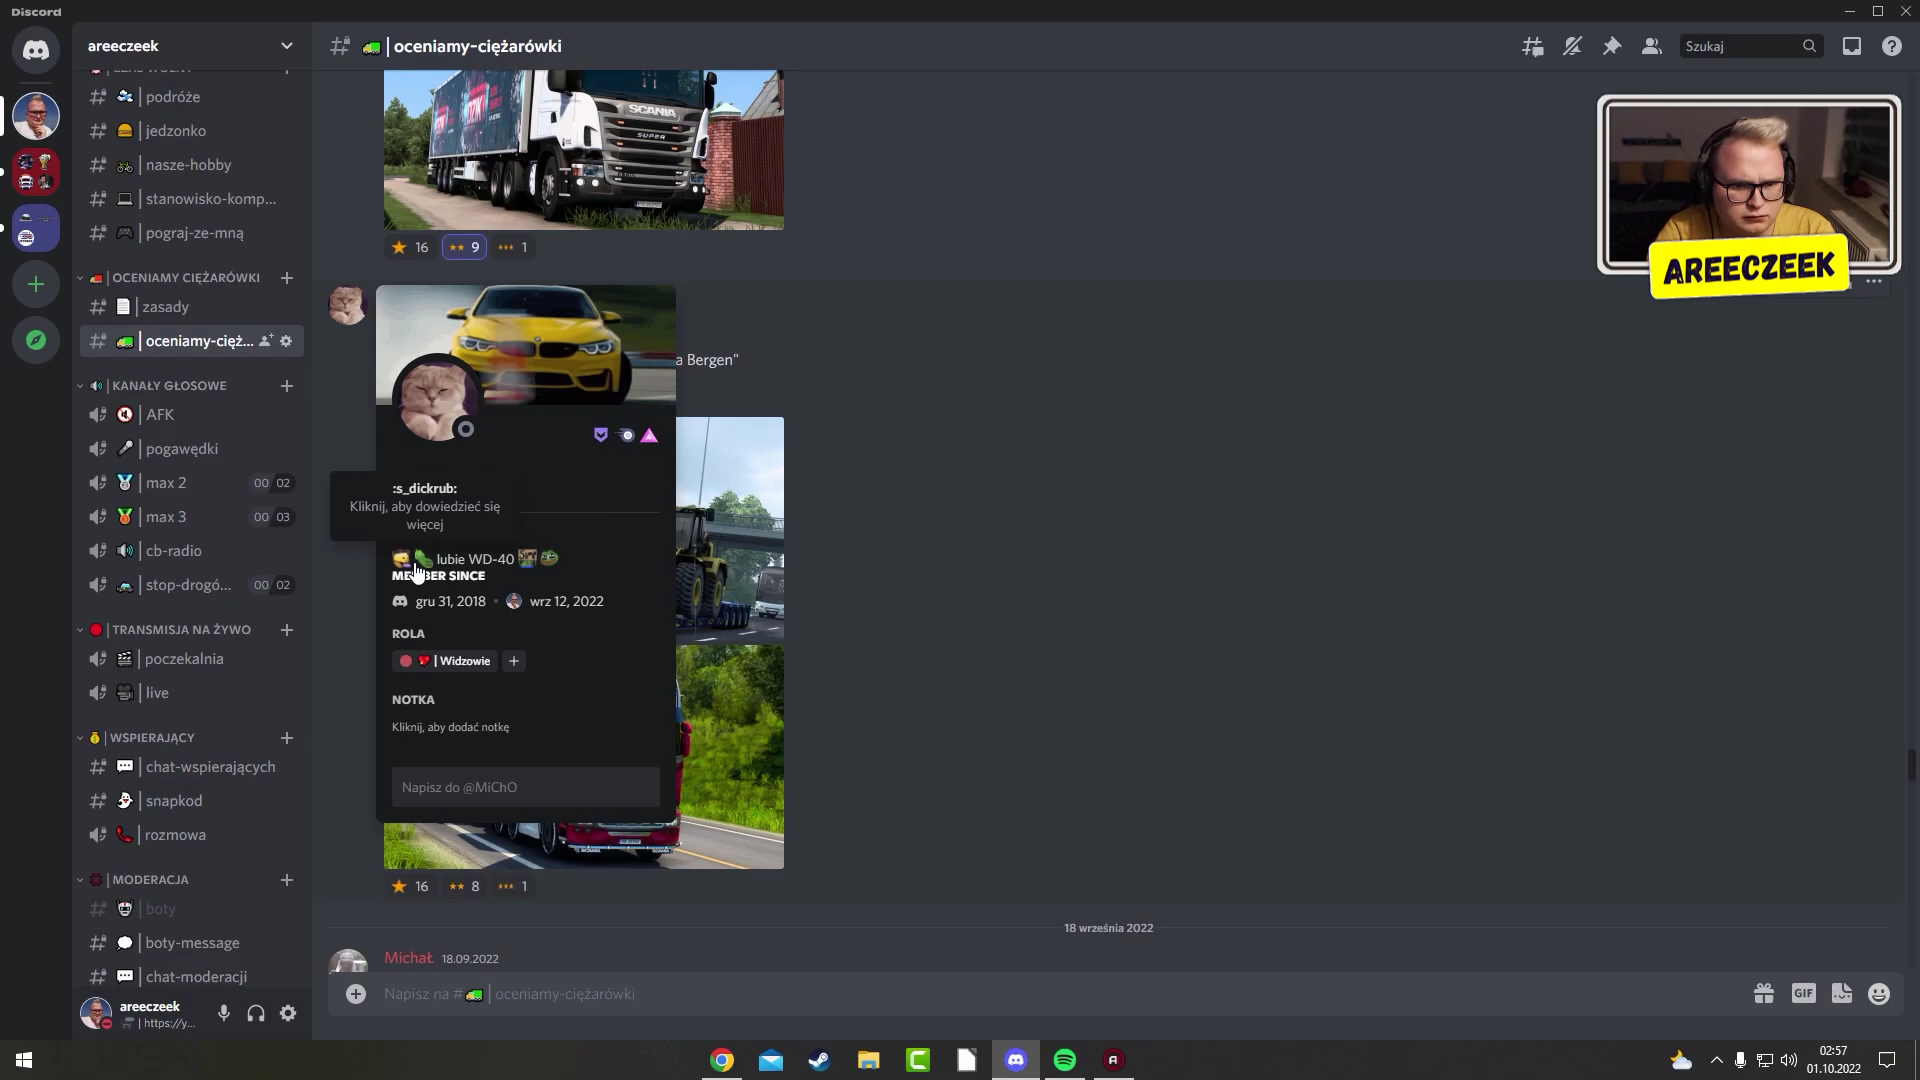 Discord
areeczeek
| oceniamy-ciężarówki
Szukaj
| podróże
| jedzonko
| nasze-hobby
| stanowisko-komp...
| pograj-ze-mną
| OCENIAMY CIĘŻARÓWKI
| zasady
| oceniamy-cięż...
| KANAŁY GŁOSOWE
| AFK
| pogawędki
| max 2
00 02
| max 3
00 03
| cb-radio
| stop-drogó...
00 02
| TRANSMISJA NA ŻYWO
| poczekalnia
| live
| WSPIERAJĄCY
| chat-wspierających
| snapkod
| rozmowa
| MODERACJA
| boty
| boty-message
| chat-moderacji
areeczeek
| https://y...
SCANIA
SUPER
16
9
1
AREECZEEK
a Bergen"
:s_dickrub:
Kliknij, aby dowiedzieć się
więcej
lubie WD-40
MEMBER SINCE
gru 31, 2018
wrz 12, 2022
ROLA
| Widzowie
NOTKA
Kliknij, aby dodać notkę
Napisz do @MiChO
16
8
1
18 września 2022
Michał 18.09.2022
Napisz na # | oceniamy-ciężarówki
GIF
02:57
01.10.2022